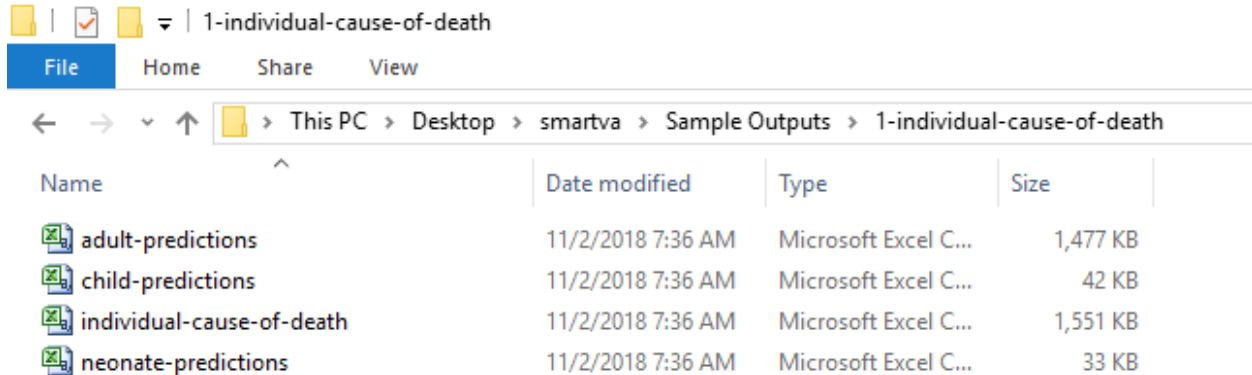 1-individual-cause-of-death
File Home Share View
This PC > Desktop > smartva > Sample Outputs > 1-individual-cause-of-death
Name Date modified Type Size
adult-predictions 11/2/2018 7:36 AM Microsoft Excel C... 1,477 KB
child-predictions 11/2/2018 7:36 AM Microsoft Excel C... 42 KB
individual-cause-of-death 11/2/2018 7:36 AM Microsoft Excel C... 1,551 KB
neonate-predictions 11/2/2018 7:36 AM Microsoft Excel C... 33 KB